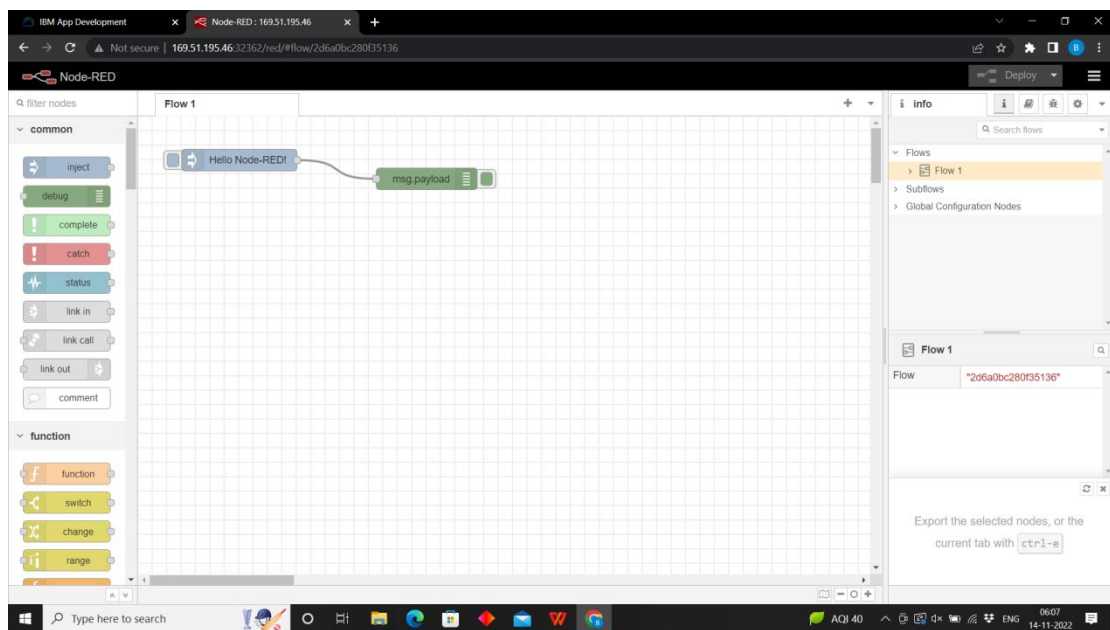 IBM App Development
Node-RED : 169.51.195.46
Not secure | 169.51.195.46:32362/red/#flow/2d6a0bc280f35136
B
Node-RED
Deploy
filter nodes
Flow 1
i info
i
common
Search flows
Hello Node-RED!
msg.payload
inject
debug
complete
catch
status
link in
link call
link out
comment
function
function
switch
change
range
Flows
Flow 1
Subflows
Global Configuration Nodes
Flow 1
Flow "2d6a0bc280f35136"
Export the selected nodes, or the
current tab with ctrl-e
Type here to search
AQI 40
ENG
06:07
14-11-2022